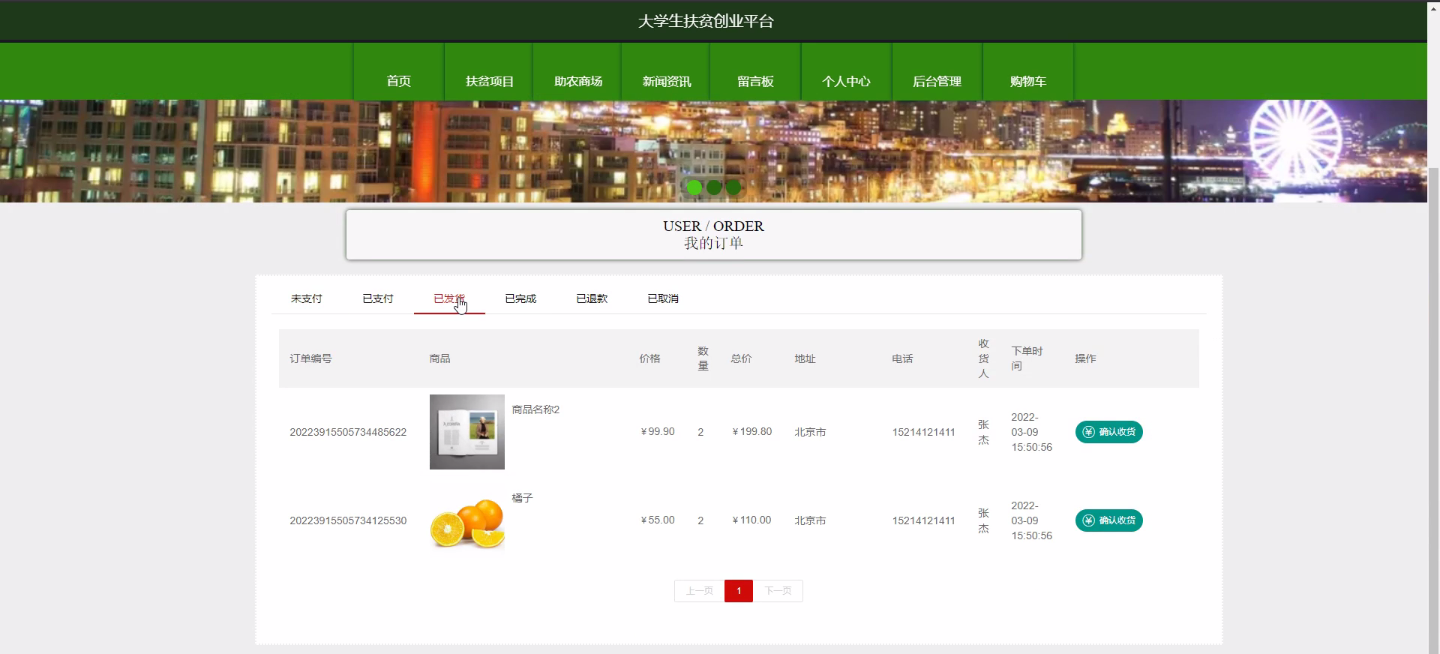 大学生扶贫创业平台
首页 扶贫项目 助农商场 新闻资讯 留言板 个人中心 后台管理 购物车
USER / ORDER
我的订单
未支付 已支付 已发货 已完成 已退款 已取消
订单编号 商品 价格 数量 总价 地址 电话 收货人 下单时间 操作
20223915505734485622 商品名称2 ￥99.90 2 ￥199.80 北京市 15214121411 张杰 2022-03-09 15:50:56 确认收货
20223915505734125530 橘子 ￥55.00 2 ￥110.00 北京市 15214121411 张杰 2022-03-09 15:50:56 确认收货
上一页 1 下一页